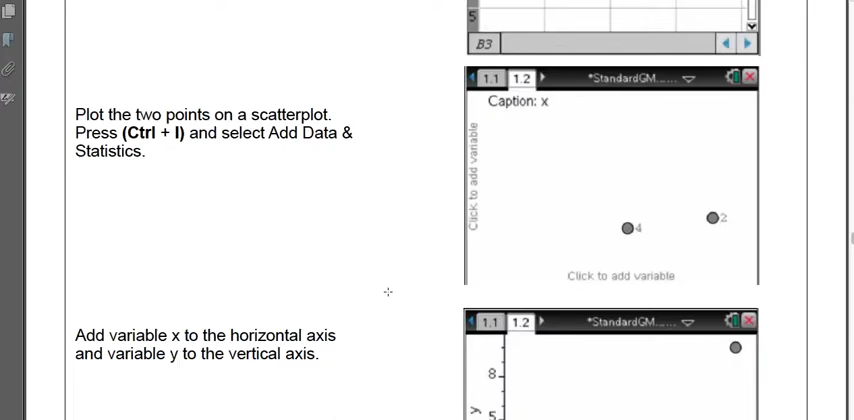 5
B3
Plot the two points on a scatterplot.
Press (Ctrl + I) and select Add Data &
Statistics.
1.1 1.2 *StandardGM......
Caption: x
Click to add variable
4
2
Click to add variable
Add variable x to the horizontal axis
and variable y to the vertical axis.
1.1 1.2 *StandardGM......
8
y
5